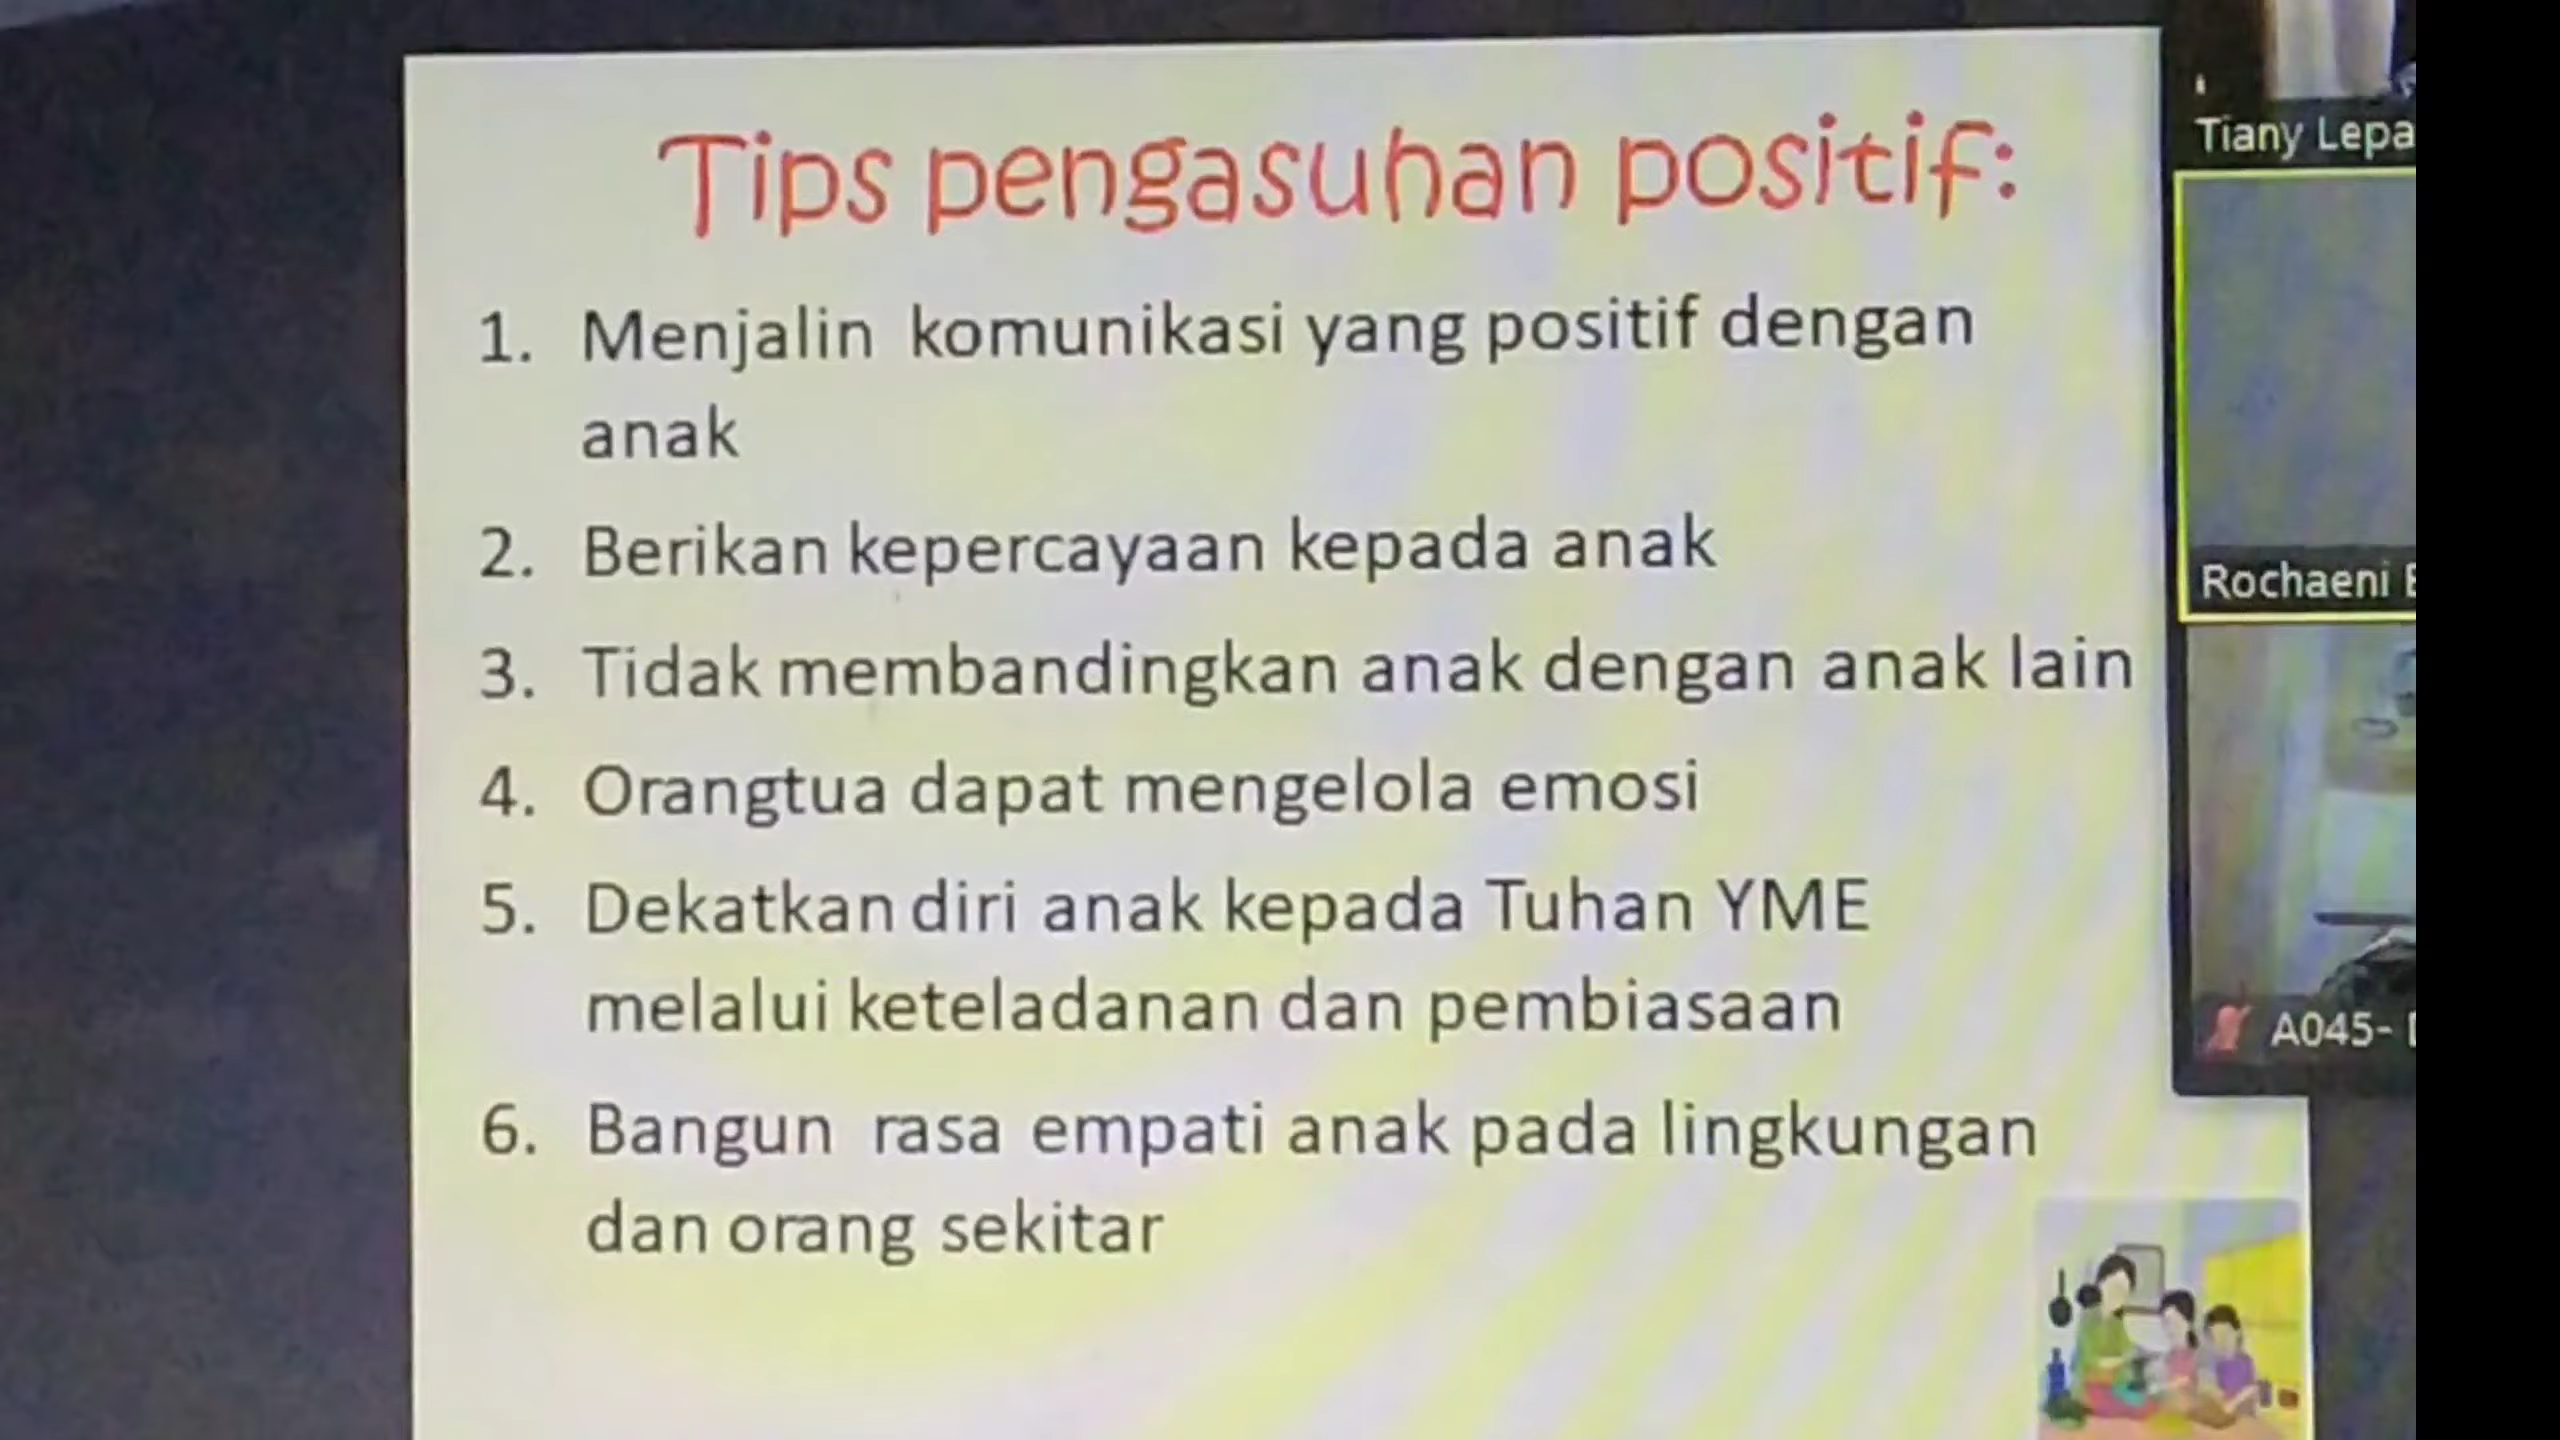 Tips pengasuhan positif:
1. Menjalin komunikasi yang positif dengan
anak
2. Berikan kepercayaan kepada anak
3. Tidak membandingkan anak dengan anak lain
4. Orangtua dapat mengelola emosi
5. Dekatkan diri anak kepada Tuhan YME
melalui keteladanan dan pembiasaan
6. Bangun rasa empati anak pada lingkungan
dan orang sekitar
Tiany Lepa
Rochaeni
A045-